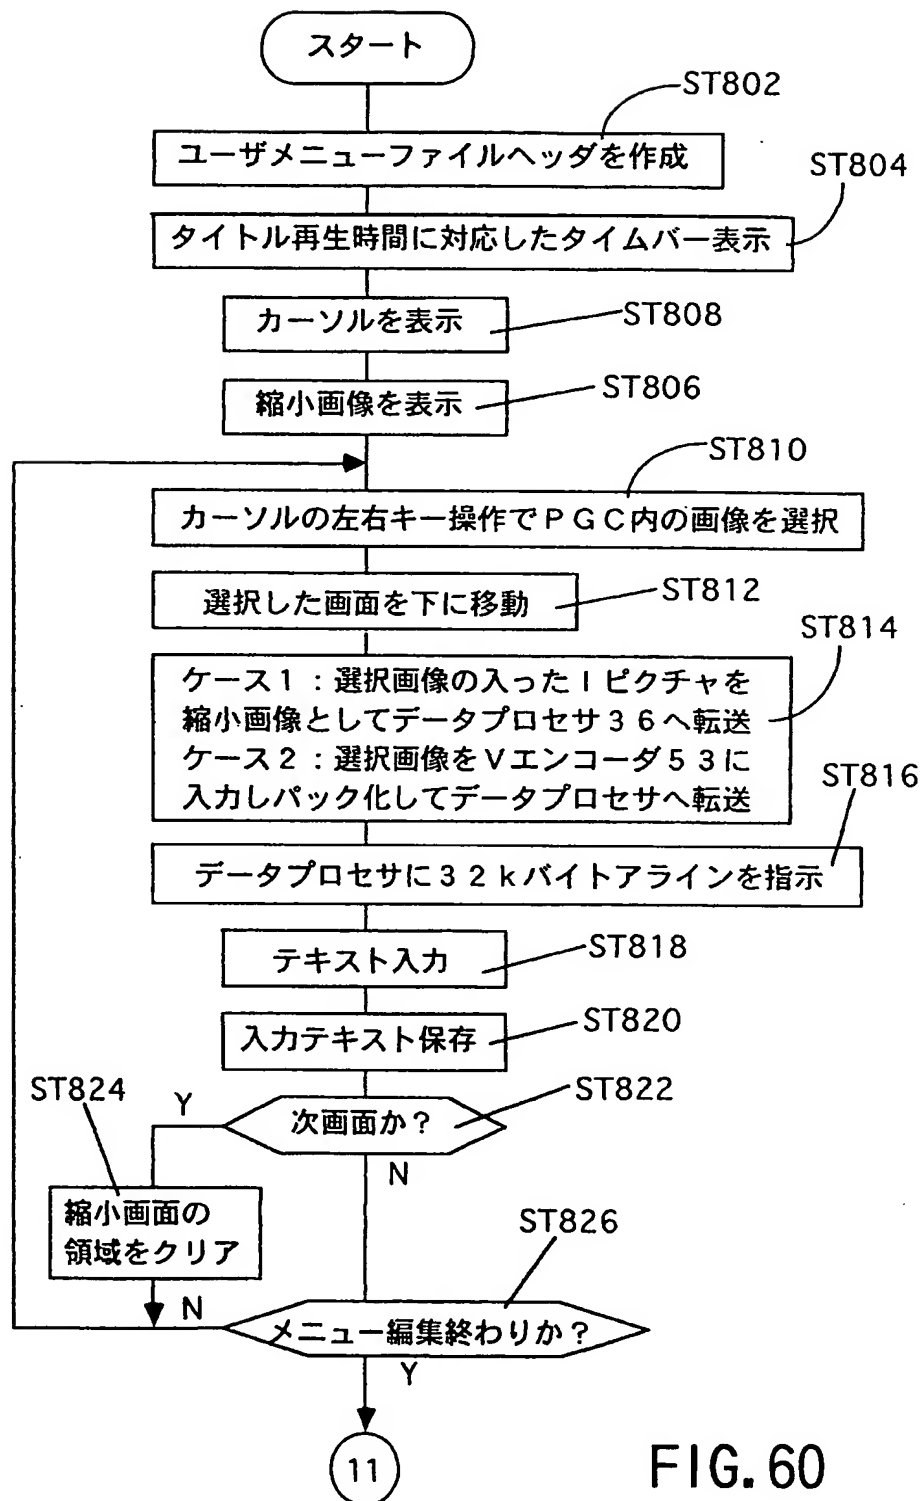 スタート
ST802
ユーザメニューファイルヘッダを作成
ST804
タイトル再生時間に対応したタイムバー表示
カーソルを表示
ST808
縮小画像を表示
ST806
ST810
カーソルの左右キー操作でPGC内の画像を選択
選択した画面を下に移動
ST812
ST814
ケース1:選択画像の入ったIピクチャを
縮小画像としてデータプロセサ36へ転送
ケース2:選択画像をVエンコーダ53に
入力しパック化してデータプロセサへ転送
ST816
データプロセサに32kバイトアラインを指示
テキスト入力
ST818
入力テキスト保存
ST820
ST824
Y
次画面か?
ST822
N
縮小画面の
領域をクリア
ST826
N
メニュー編集終わりか?
Y
11
FIG.60